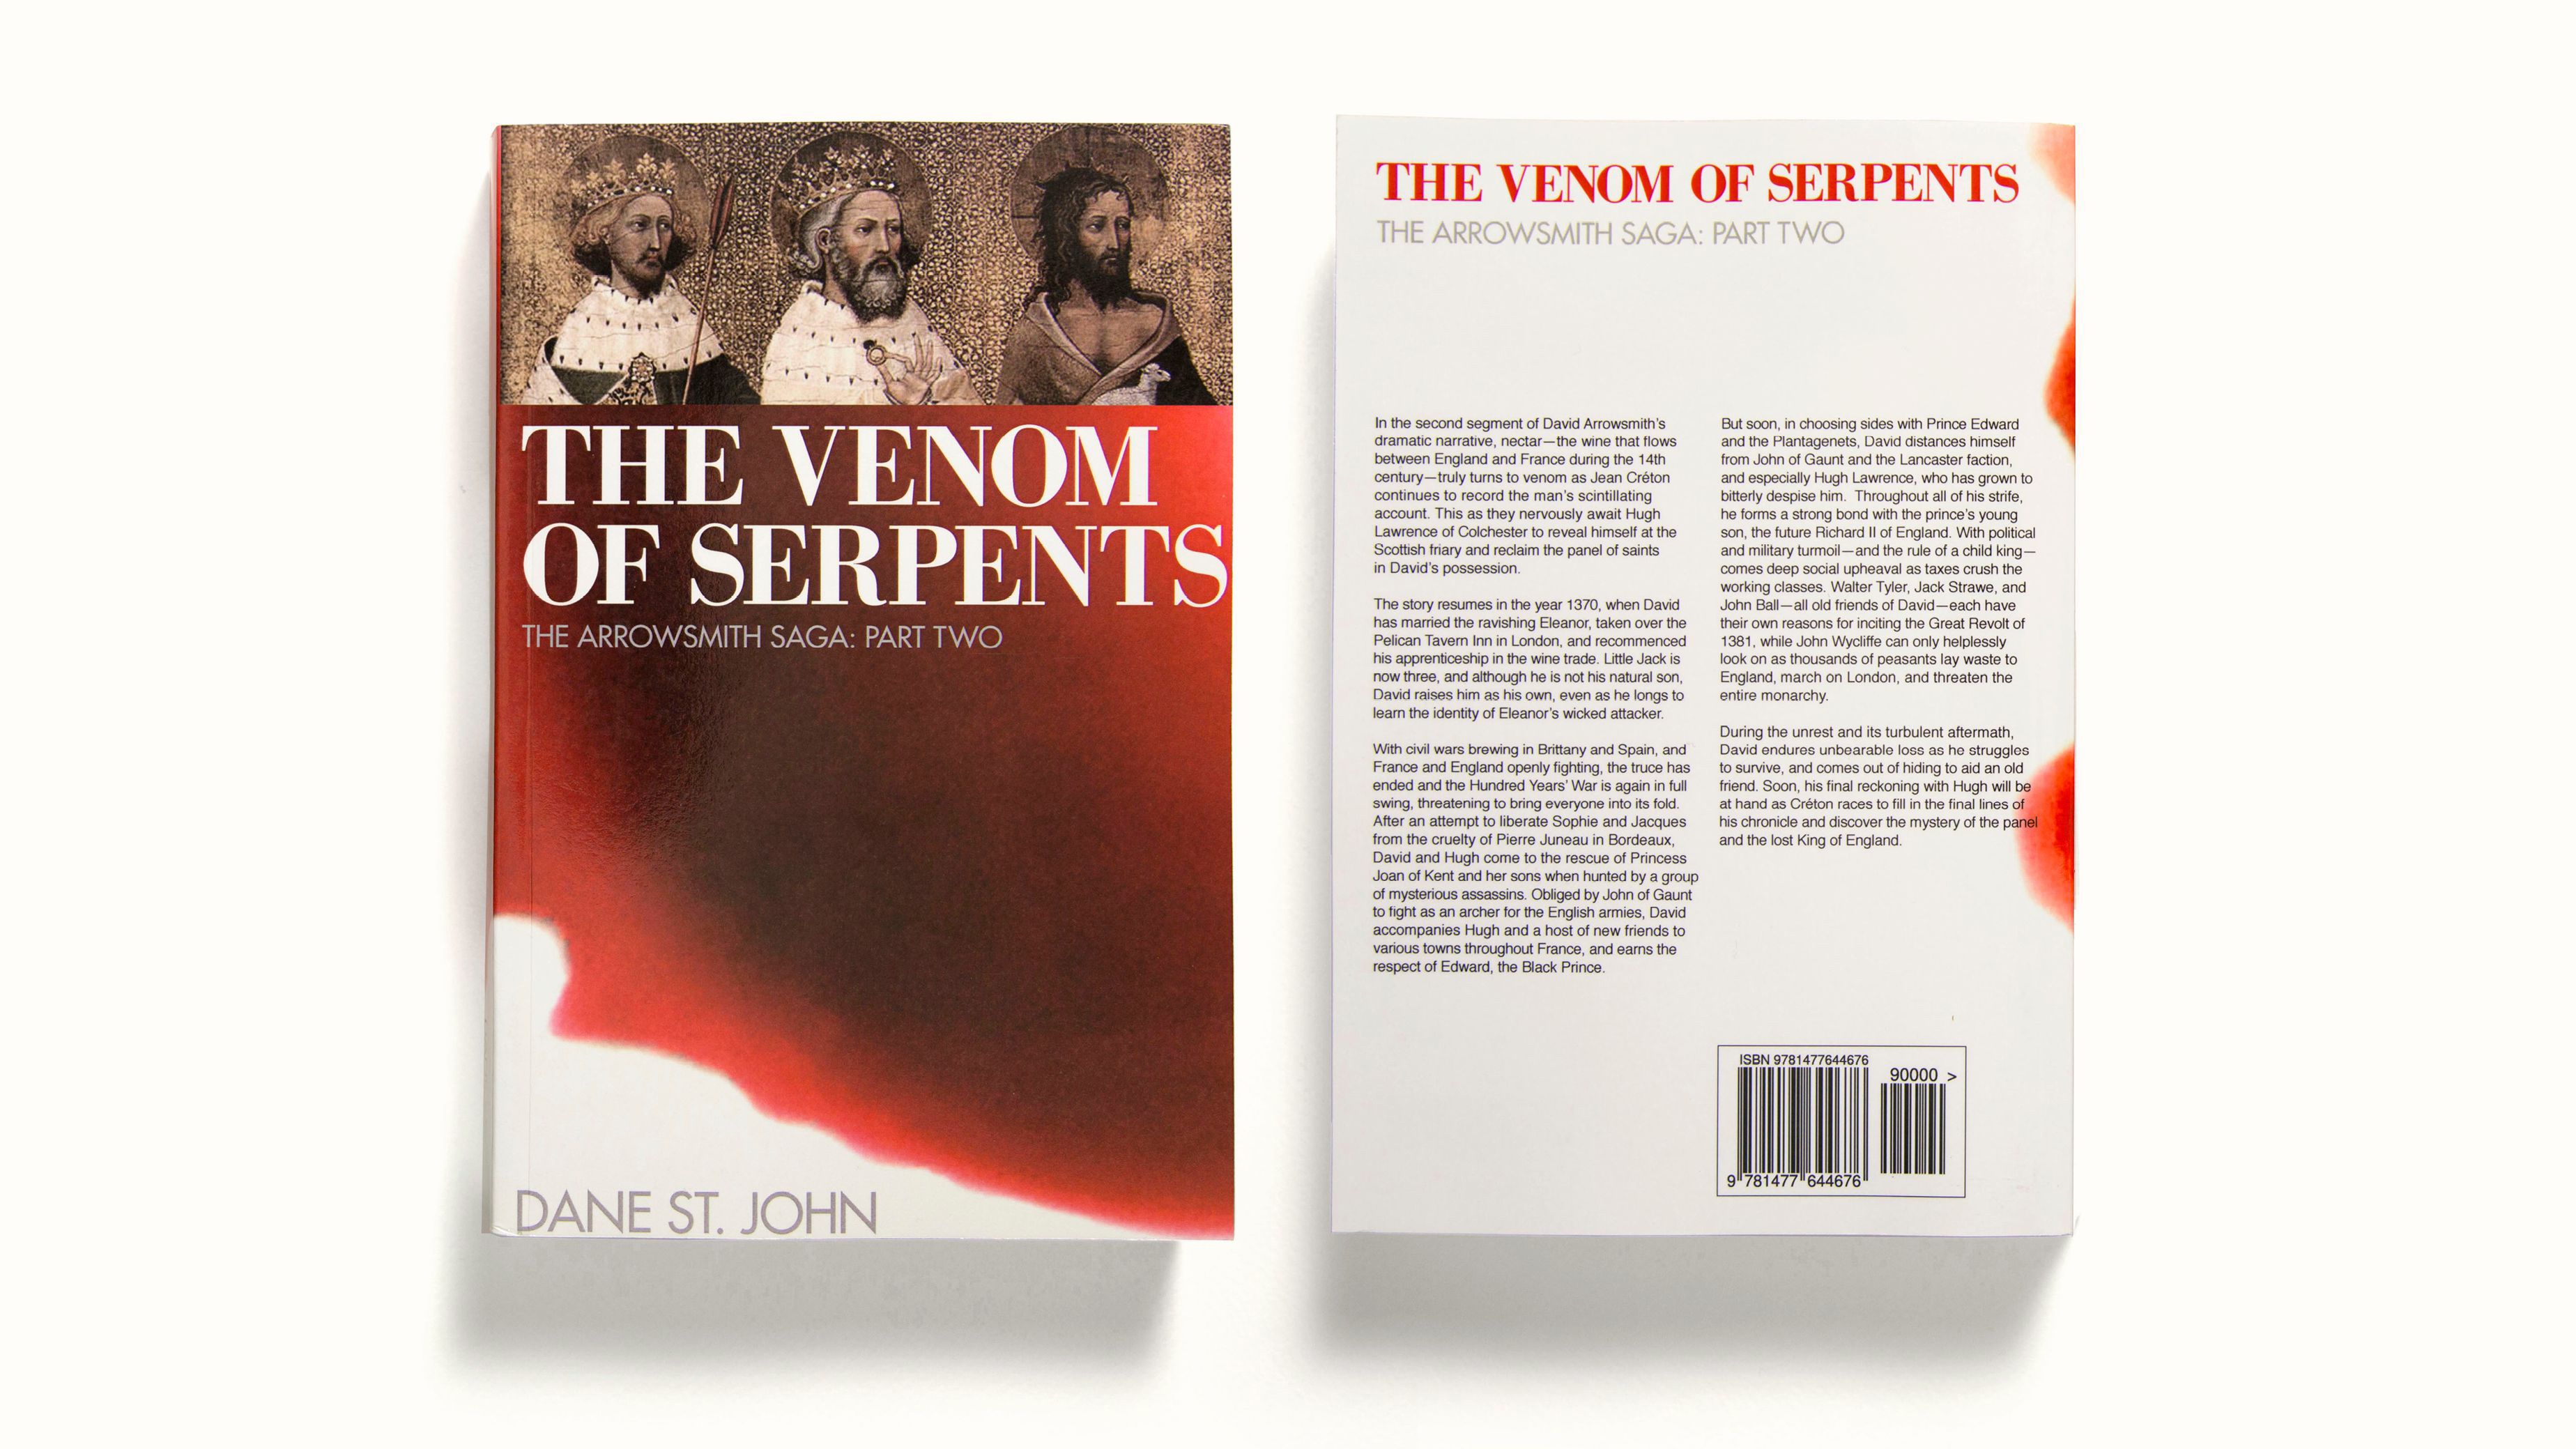 THE VENOM
OF SERPENTS
THE ARROWSMITH SAGA: PART TWO
DANE ST. JOHN
THE VENOM OF SERPENTS
THE ARROWSMITH SAGA: PART TWO
In the second segment of David Arrowsmith's
dramatic narrative, nectar—the wine that flows
between England and France during the 14th
century—truly turns to venom as Jean Créton
continues to record the man's scintillating
account. This as they nervously await Hugh
Lawrence of Colchester to reveal himself at the
Scottish friary and reclaim the panel of saints
in David's possession.
The story resumes in the year 1370, when David
has married the ravishing Eleanor, taken over the
Pelican Tavern Inn in London, and recommenced
his apprenticeship in the wine trade. Little Jack is
now three, and although he is not his natural son,
David raises him as his own, even as he longs to
learn the identity of Eleanor's wicked attacker.
With civil wars brewing in Brittany and Spain, and
France and England openly fighting, the truce has
ended and the Hundred Years' War is again in full
swing, threatening to bring everyone into its fold.
After an attempt to liberate Sophie and Jacques
from the cruelty of Pierre Juneau in Bordeaux,
David and Hugh come to the rescue of Princess
Joan of Kent and her sons when hunted by a group
of mysterious assassins. Obliged by John of Gaunt
to fight as an archer for the English armies, David
accompanies Hugh and a host of new friends to
various towns throughout France, and earns the
respect of Edward, the Black Prince.
But soon, in choosing sides with Prince Edward
and the Plantagenets, David distances himself
from John of Gaunt and the Lancaster faction,
and especially Hugh Lawrence, who has grown to
bitterly despise him.  Throughout all of his strife,
he forms a strong bond with the prince's young
son, the future Richard II of England. With political
and military turmoil—and the rule of a child king—
comes deep social upheaval as taxes crush the
working classes. Walter Tyler, Jack Strawe, and
John Ball—all old friends of David—each have
their own reasons for inciting the Great Revolt of
1381, while John Wycliffe can only helplessly
look on as thousands of peasants lay waste to
England, march on London, and threaten the
entire monarchy.
During the unrest and its turbulent aftermath,
David endures unbearable loss as he struggles
to survive, and comes out of hiding to aid an old
friend. Soon, his final reckoning with Hugh will be
at hand as Créton races to fill in the final lines of
his chronicle and discover the mystery of the panel
and the lost King of England.
ISBN 9781477644676
90000 >
9 781477 644676